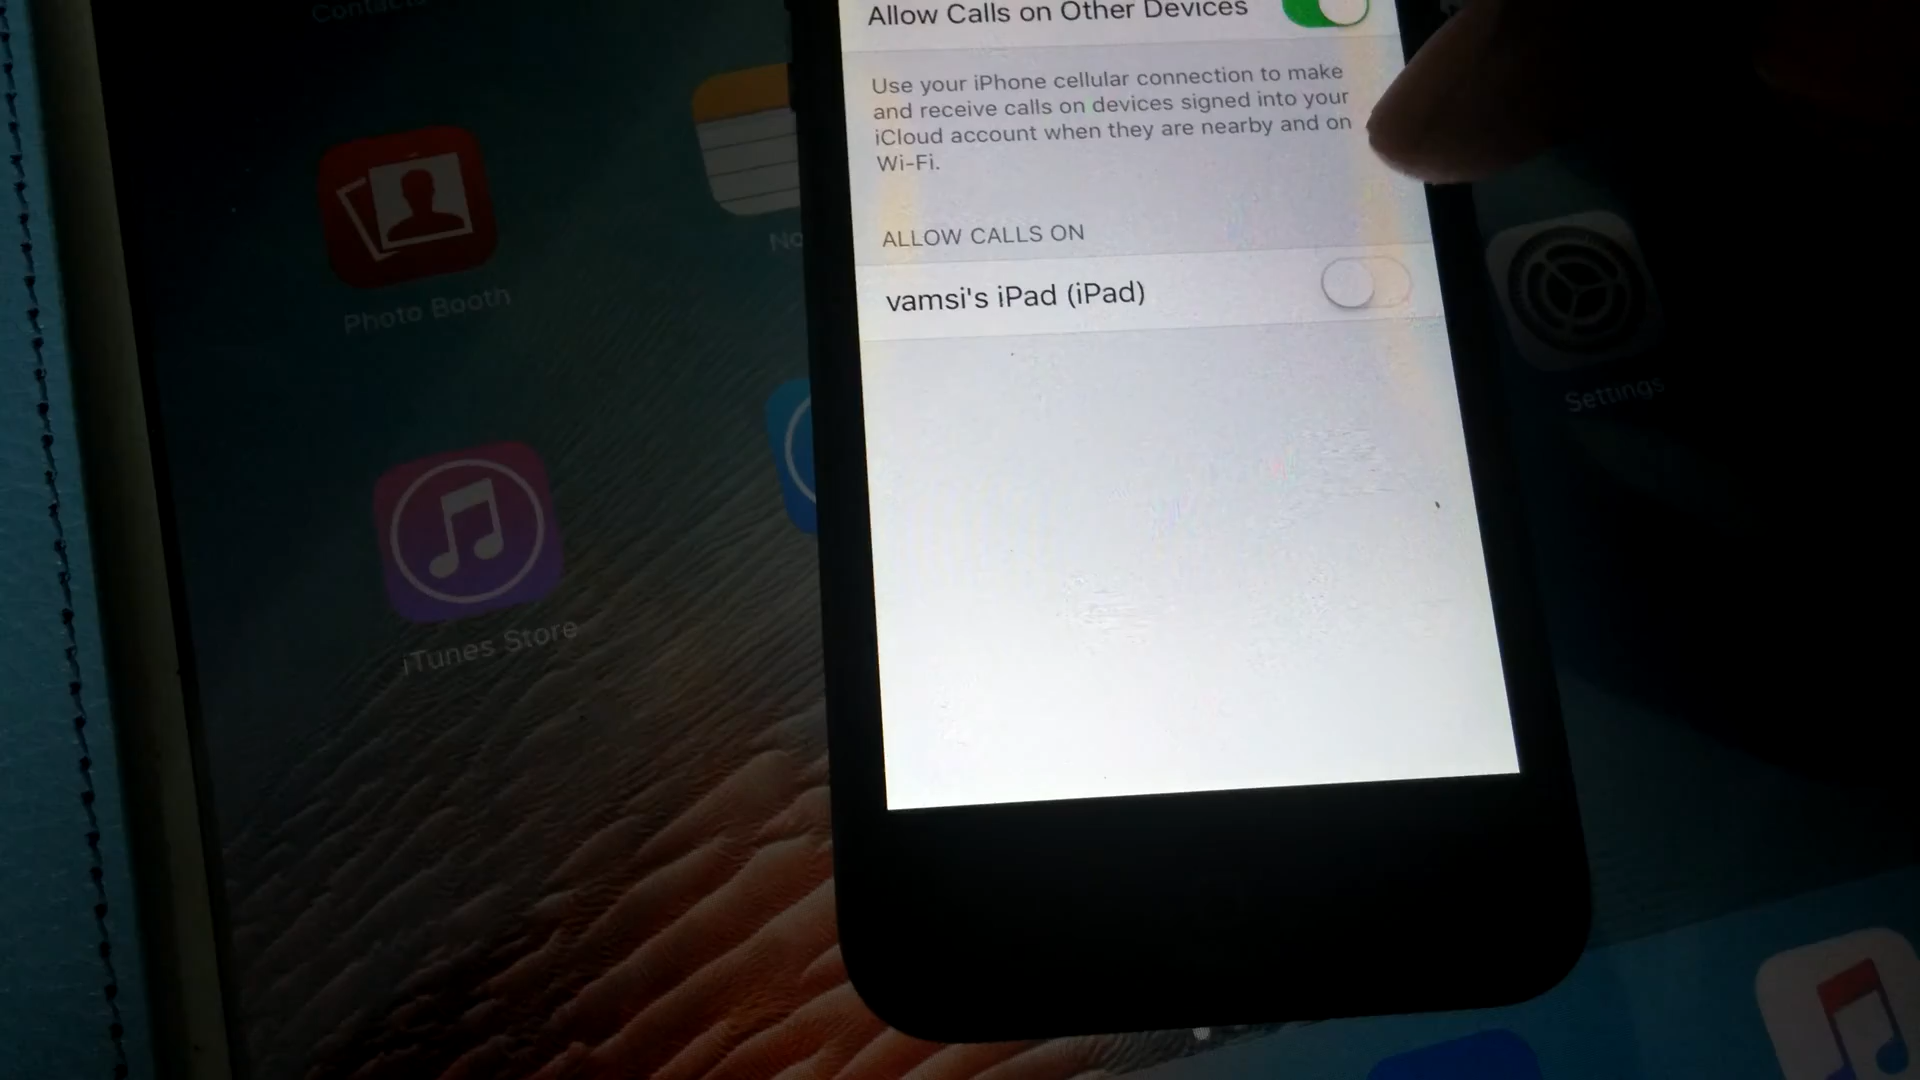 Contacts
Allow Calls on Other Devices
Use your iPhone cellular connection to make
and receive calls on devices signed into your
iCloud account when they are nearby and on
Wi-Fi.
ALLOW CALLS ON
vamsi's iPad (iPad)
Photo Booth
No
Settings
iTunes Store